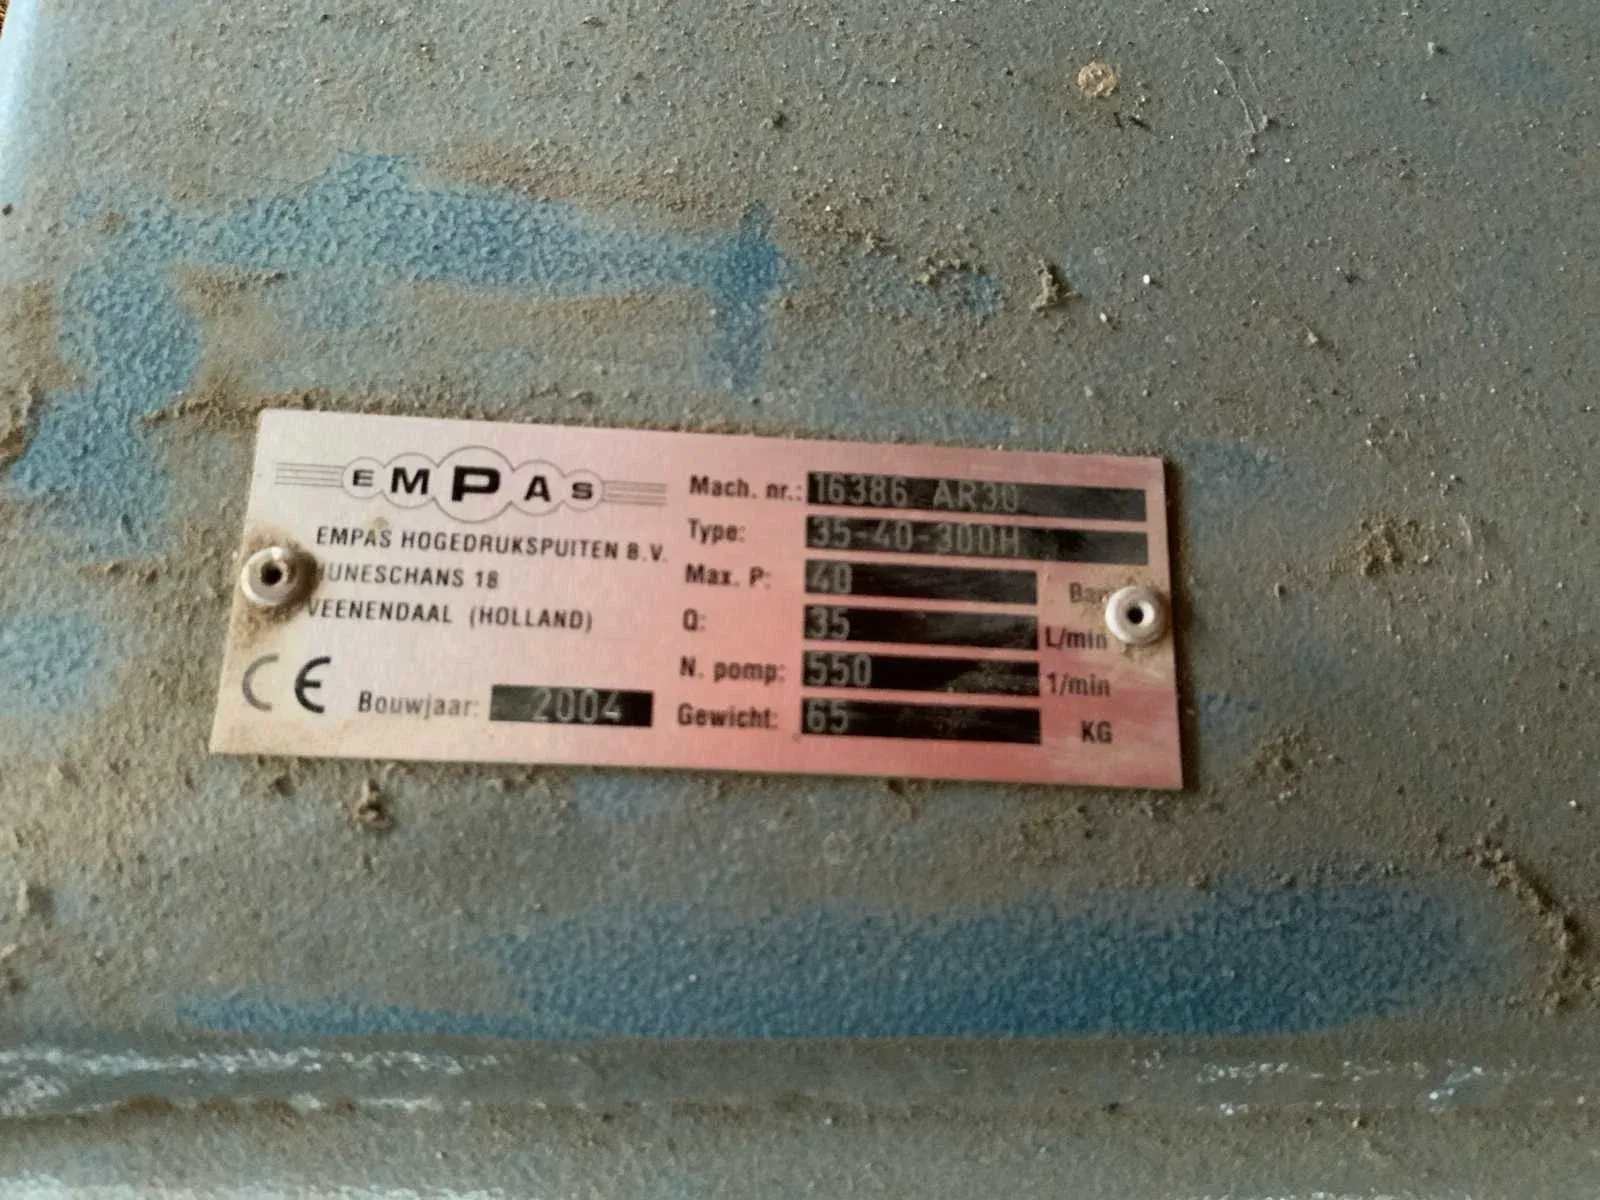 EMPAS
EMPAS HOGEDRUKSPUITEN B.V.
18
VEENENDAAL (HOLLAND)
CE
Bouwjaar: 2004
Mach. nr.: 16386 AR30
Type: 35-40-300H
Max. P: 40 Bar
Q: 35 L/min
N. pomp: 550 1/min
Gewicht: 65 KG